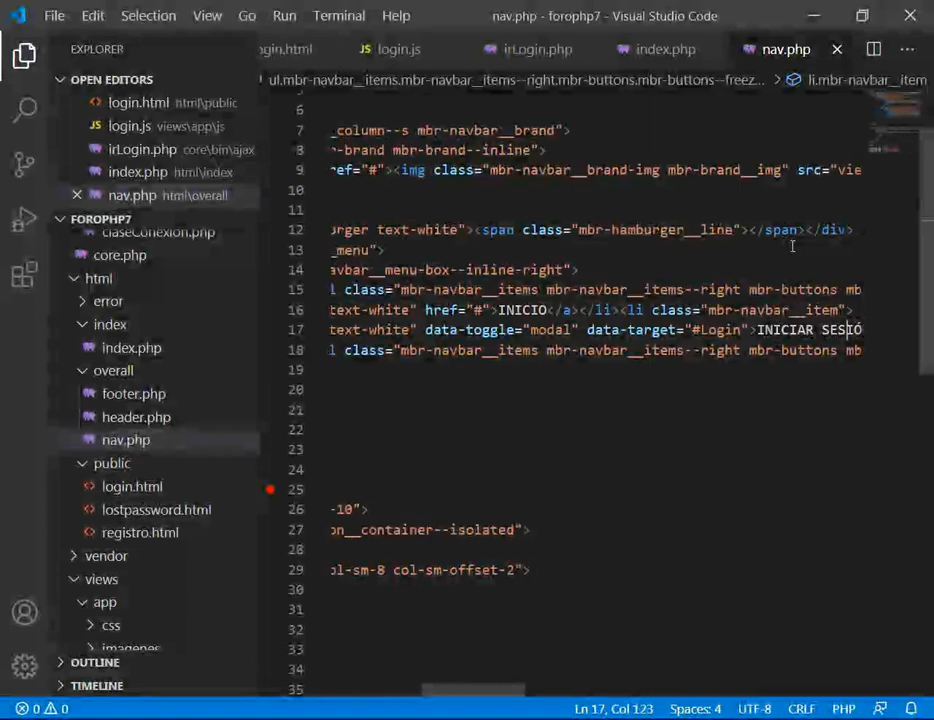 File Edit Selection View Go Run Terminal Help nav.php - forophp7 - Visual Studio Code
EXPLORER
ogin.html login.js irLogin.php index.php nav.php
OPEN EDITORS
ul.mbr-navbar__items.mbr-navbar__items--right.mbr-buttons.mbr-buttons--freez... > li.mbr-navbar__item
login.html html\public
login.js views\app\js
irLogin.php core\bin\ajax
index.php html\index
nav.php html\overall
FOROPHP7
claseConexion.php
core.php
html
error
index
index.php
overall
footer.php
header.php
nav.php
public
login.html
lostpassword.html
registro.html
vendor
views
app
css
imagenes
OUTLINE
TIMELINE
6
7 _column--s mbr-navbar__brand">
8 r-brand mbr-brand--inline">
9 ref="#"><img class="mbr-navbar__brand-img mbr-brand__img" src="vie
10
11
12 urger text-white"><span class="mbr-hamburger__line"></span></div>
13 _menu">
14 avbar__menu-box--inline-right">
15 l class="mbr-navbar__items mbr-navbar__items--right mbr-buttons mb
16 text-white" href="#">INICIO</a></li><li class="mbr-navbar__item">
17 text-white" data-toggle="modal" data-target="#Login">INICIAR SESIÓ
18 l class="mbr-navbar__items mbr-navbar__items--right mbr-buttons mb
19
20
21
22
23
24
25
26 -10">
27 on__container--isolated">
28
29 ol-sm-8 col-sm-offset-2">
30
31
32
33
34
35
0 0 Ln 17, Col 123 Spaces: 4 UTF-8 CRLF PHP